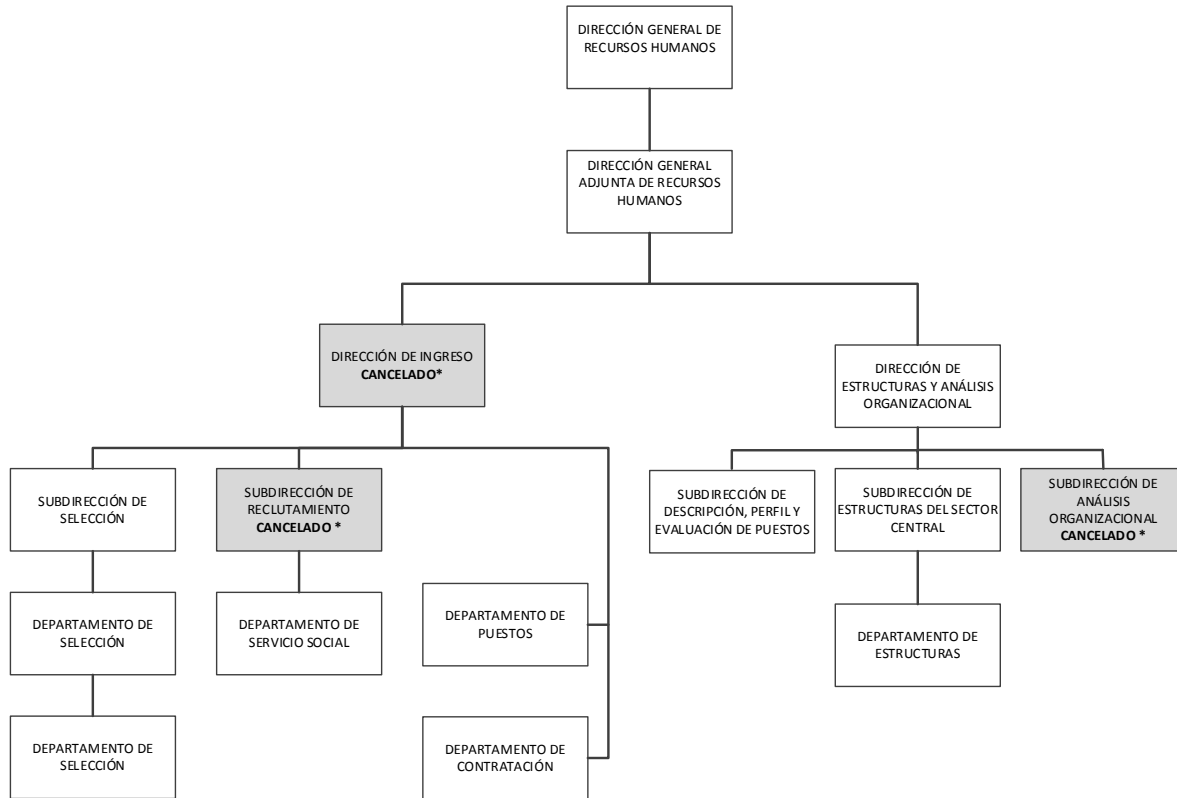 DIRECCIÓN GENERAL DE
RECURSOS HUMANOS
DIRECCIÓN GENERAL
ADJUNTA DE RECURSOS
HUMANOS
DIRECCIÓN DE INGRESO
CANCELADO*
DIRECCIÓN DE
ESTRUCTURAS Y ANÁLISIS
ORGANIZACIONAL
SUBDIRECCIÓN DE
SELECCIÓN
SUBDIRECCIÓN DE
RECLUTAMIENTO
CANCELADO *
SUBDIRECCIÓN DE
DESCRIPCIÓN, PERFIL Y
EVALUACIÓN DE PUESTOS
SUBDIRECCIÓN DE
ESTRUCTURAS DEL SECTOR
CENTRAL
SUBDIRECCIÓN DE
ANÁLISIS
ORGANIZACIONAL
CANCELADO *
DEPARTAMENTO DE
SELECCIÓN
DEPARTAMENTO DE
SERVICIO SOCIAL
DEPARTAMENTO DE
PUESTOS
DEPARTAMENTO DE
ESTRUCTURAS
DEPARTAMENTO DE
SELECCIÓN
DEPARTAMENTO DE
CONTRATACIÓN